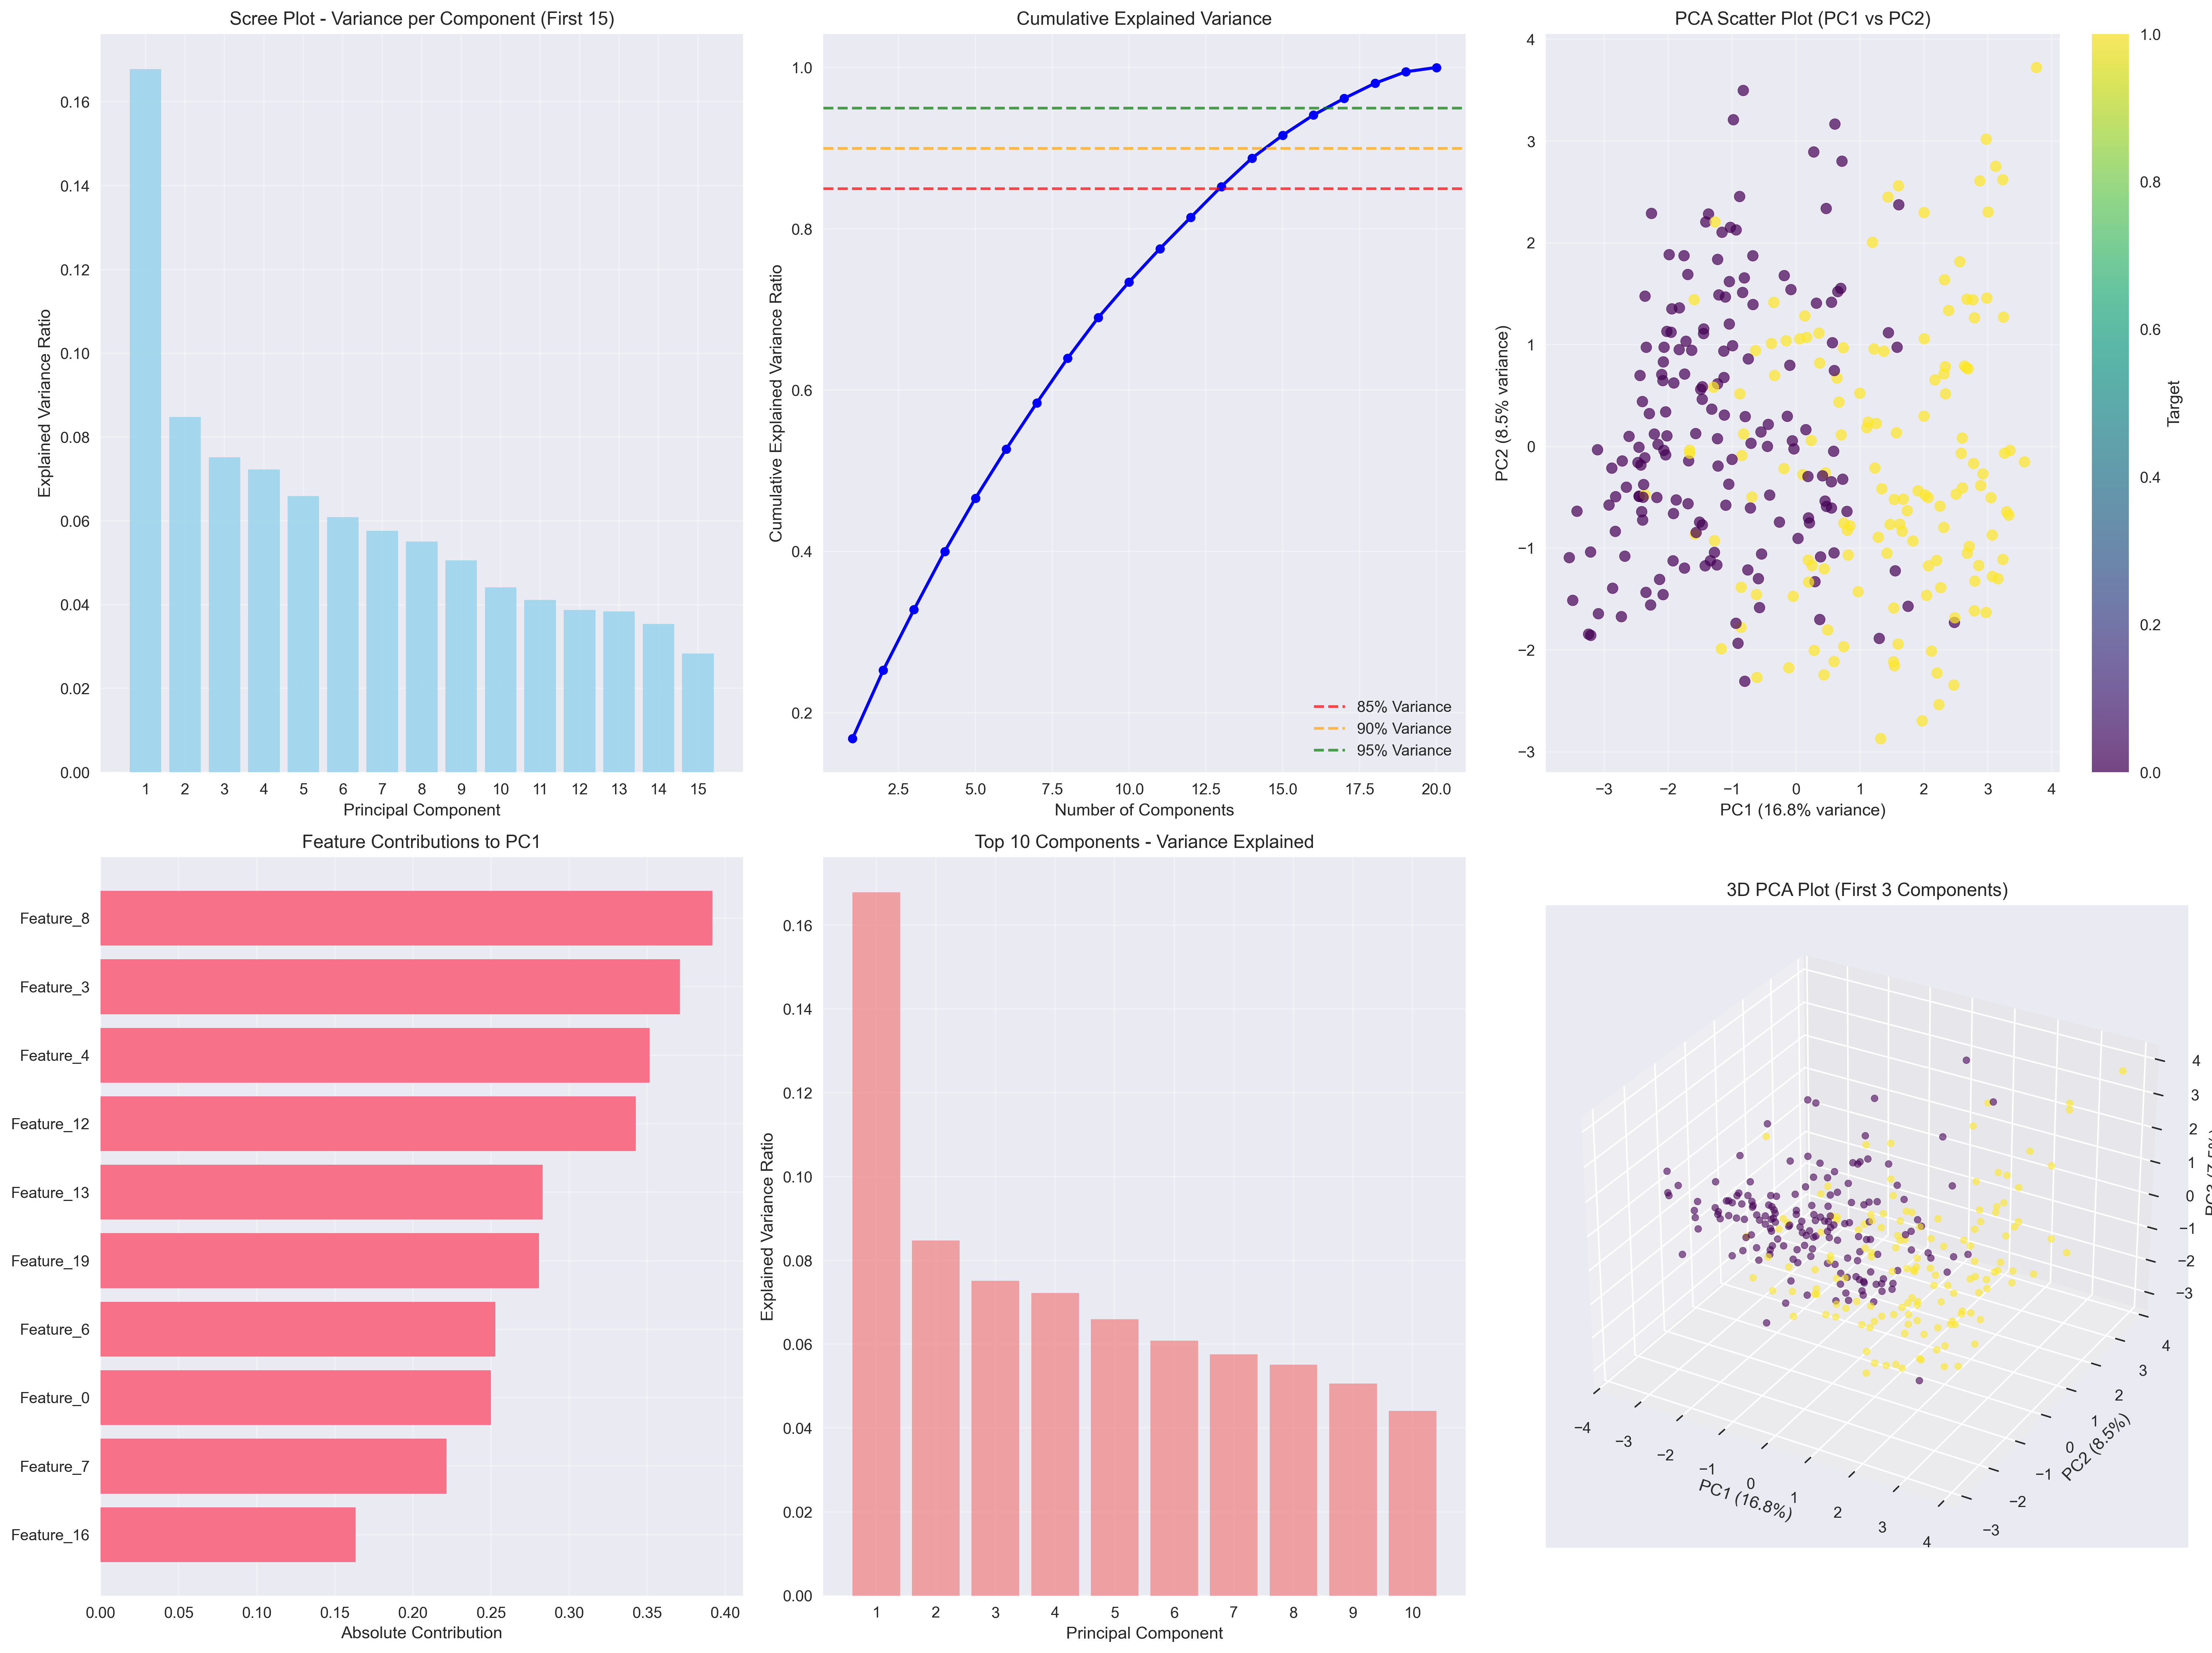 Scree Plot - Variance per Component (First 15)
Explained Variance Ratio
0.16
0.14
0.12
0.10
0.08
0.06
0.04
0.02
0.00
1 2 3 4 5 6 7 8 9 10 11 12 13 14 15
Principal Component
Cumulative Explained Variance
Cumulative Explained Variance Ratio
1.0
0.8
0.6
0.4
0.2
85% Variance
90% Variance
95% Variance
2.5 5.0 7.5 10.0 12.5 15.0 17.5 20.0
Number of Components
PCA Scatter Plot (PC1 vs PC2)
PC2 (8.5% variance)
4
3
2
1
0
−1
−2
−3
−3 −2 −1 0 1 2 3 4
PC1 (16.8% variance)
1.0
0.8
0.6
0.4
0.2
0.0
Target
Feature Contributions to PC1
Feature_8
Feature_3
Feature_4
Feature_12
Feature_13
Feature_19
Feature_6
Feature_0
Feature_7
Feature_16
0.00 0.05 0.10 0.15 0.20 0.25 0.30 0.35 0.40
Absolute Contribution
Top 10 Components - Variance Explained
Explained Variance Ratio
0.16
0.14
0.12
0.10
0.08
0.06
0.04
0.02
0.00
1 2 3 4 5 6 7 8 9 10
Principal Component
3D PCA Plot (First 3 Components)
4
3
2
1
0
−1
−2
−3
PC3 (7.5%)
4
3
2
1
0
−1
−2
−3
PC2 (8.5%)
−4 −3 −2 −1 0 1 2 3 4
PC1 (16.8%)